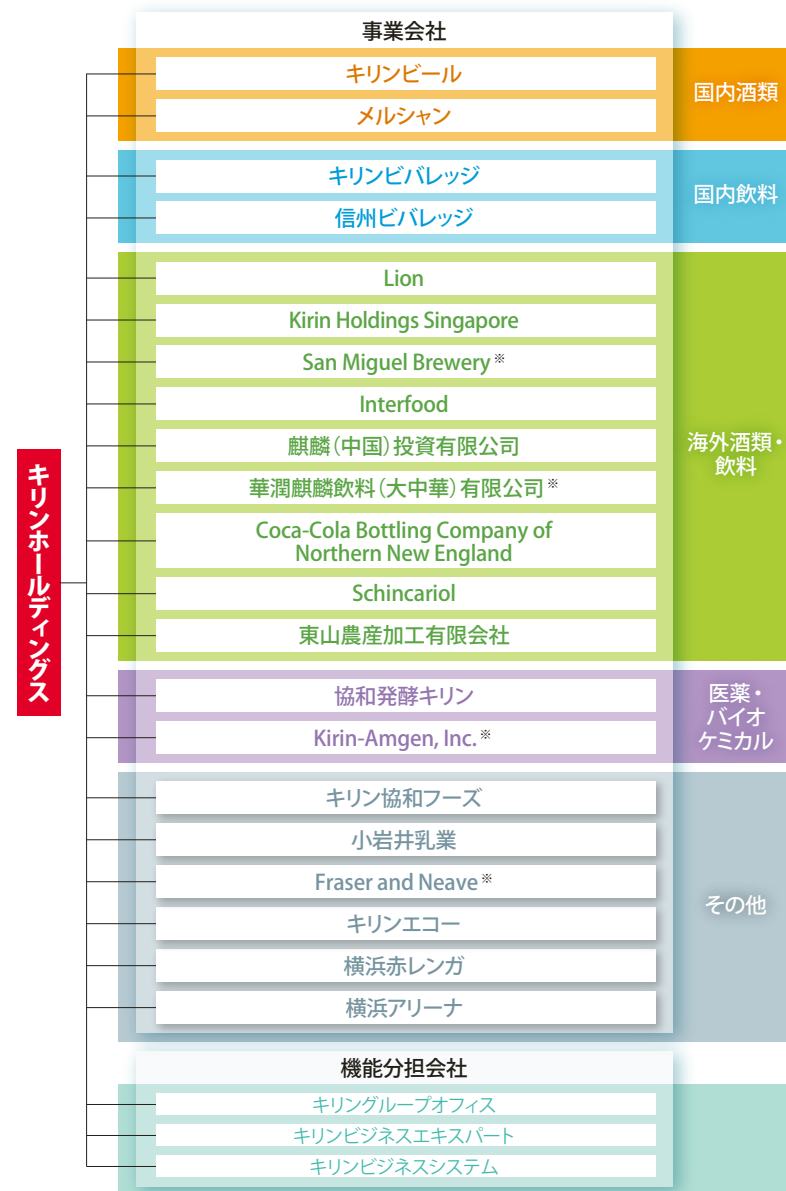 事業会社
キリンビール
メルシャン
国内酒類
キリンビバレッジ
信州ビバレッジ
国内飲料
Lion
Kirin Holdings Singapore
San Miguel Brewery※
Interfood
麒麟(中国)投資有限公司
華潤麒麟飲料(大中華)有限公司※
Coca-Cola Bottling Company of
Northern New England
Schincariol
東山農産加工有限会社
海外酒類・
飲料
キリンホールディングス
協和発酵キリン
Kirin-Amgen, Inc.※
医薬・
バイオ
ケミカル
キリン協和フーズ
小岩井乳業
Fraser and Neave※
キリンエコー
横浜赤レンガ
横浜アリーナ
その他
機能分担会社
キリングループオフィス
キリンビジネスエキスパート
キリンビジネスシステム